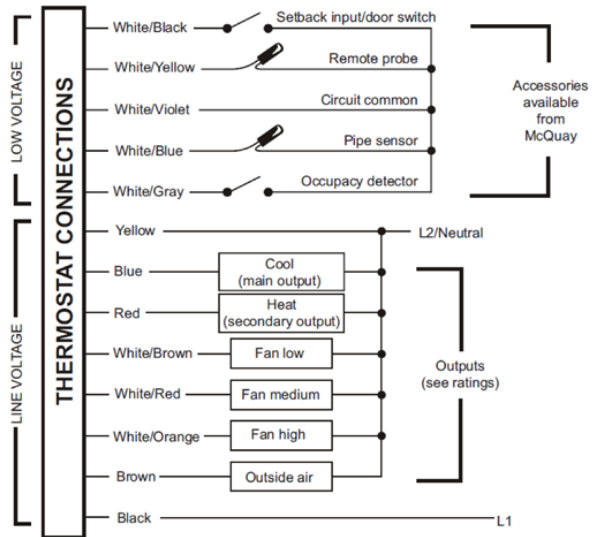 LOW VOLTAGE
LINE VOLTAGE
THERMOSTAT CONNECTIONS
White/Black
Setback input/door switch
White/Yellow
Remote probe
White/Violet
Circuit common
White/Blue
Pipe sensor
White/Gray
Occupancy detector
Accessories
available
from
McQuay
Yellow
L2/Neutral
Blue
Cool
(main output)
Red
Heat
(secondary output)
White/Brown
Fan low
White/Red
Fan medium
White/Orange
Fan high
Brown
Outside air
Outputs
(see ratings)
Black
L1